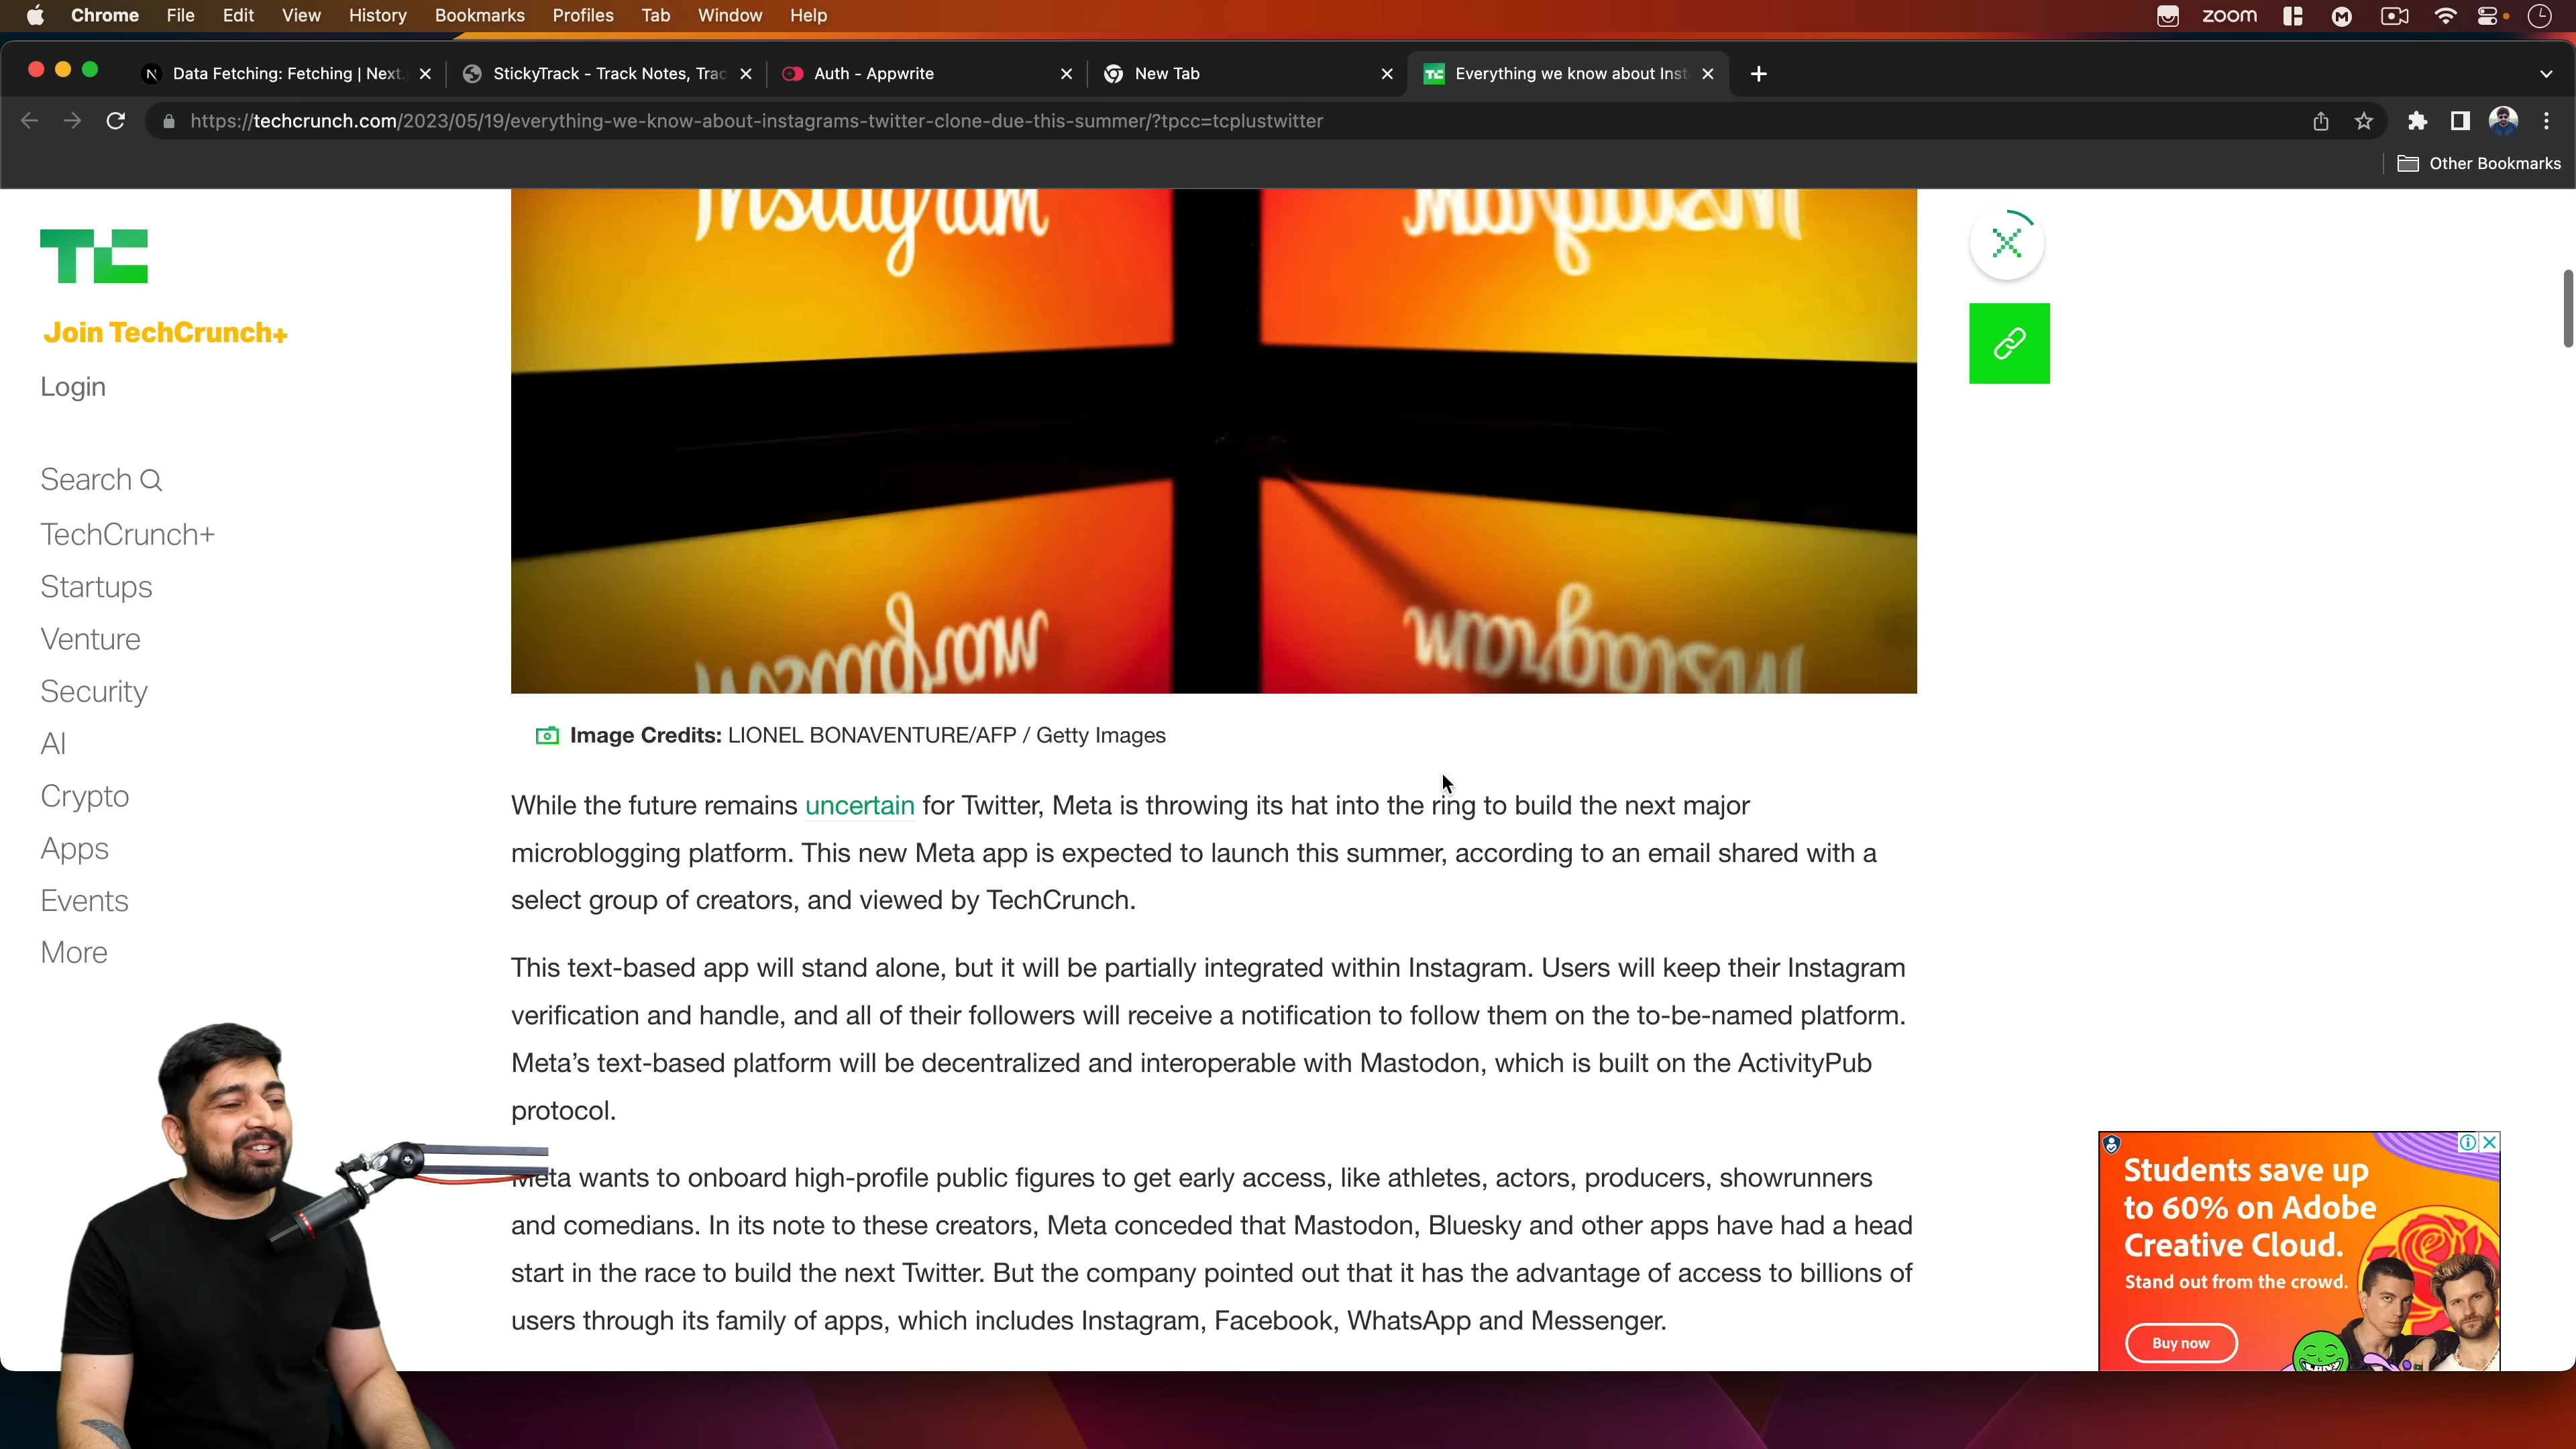 Chrome File Edit View History Bookmarks Profiles Tab Window Help zoom
Data Fetching: Fetching | Next. StickyTrack - Track Notes, Trac Auth - Appwrite New Tab Everything we know about Inst
https://techcrunch.com/2023/05/19/everything-we-know-about-instagrams-twitter-clone-due-this-summer/?tpcc=tcplustwitter
Other Bookmarks
TC
Join TechCrunch+
Login
Search
TechCrunch+
Startups
Venture
Security
AI
Crypto
Apps
Events
More
Instagram Instagram
Instagram Instagram
Image Credits: LIONEL BONAVENTURE/AFP / Getty Images
While the future remains uncertain for Twitter, Meta is throwing its hat into the ring to build the next major
microblogging platform. This new Meta app is expected to launch this summer, according to an email shared with a
select group of creators, and viewed by TechCrunch.
This text-based app will stand alone, but it will be partially integrated within Instagram. Users will keep their Instagram
verification and handle, and all of their followers will receive a notification to follow them on the to-be-named platform.
Meta’s text-based platform will be decentralized and interoperable with Mastodon, which is built on the ActivityPub
protocol.
Meta wants to onboard high-profile public figures to get early access, like athletes, actors, producers, showrunners
and comedians. In its note to these creators, Meta conceded that Mastodon, Bluesky and other apps have had a head
start in the race to build the next Twitter. But the company pointed out that it has the advantage of access to billions of
users through its family of apps, which includes Instagram, Facebook, WhatsApp and Messenger.
Students save up
to 60% on Adobe
Creative Cloud.
Stand out from the crowd.
Buy now